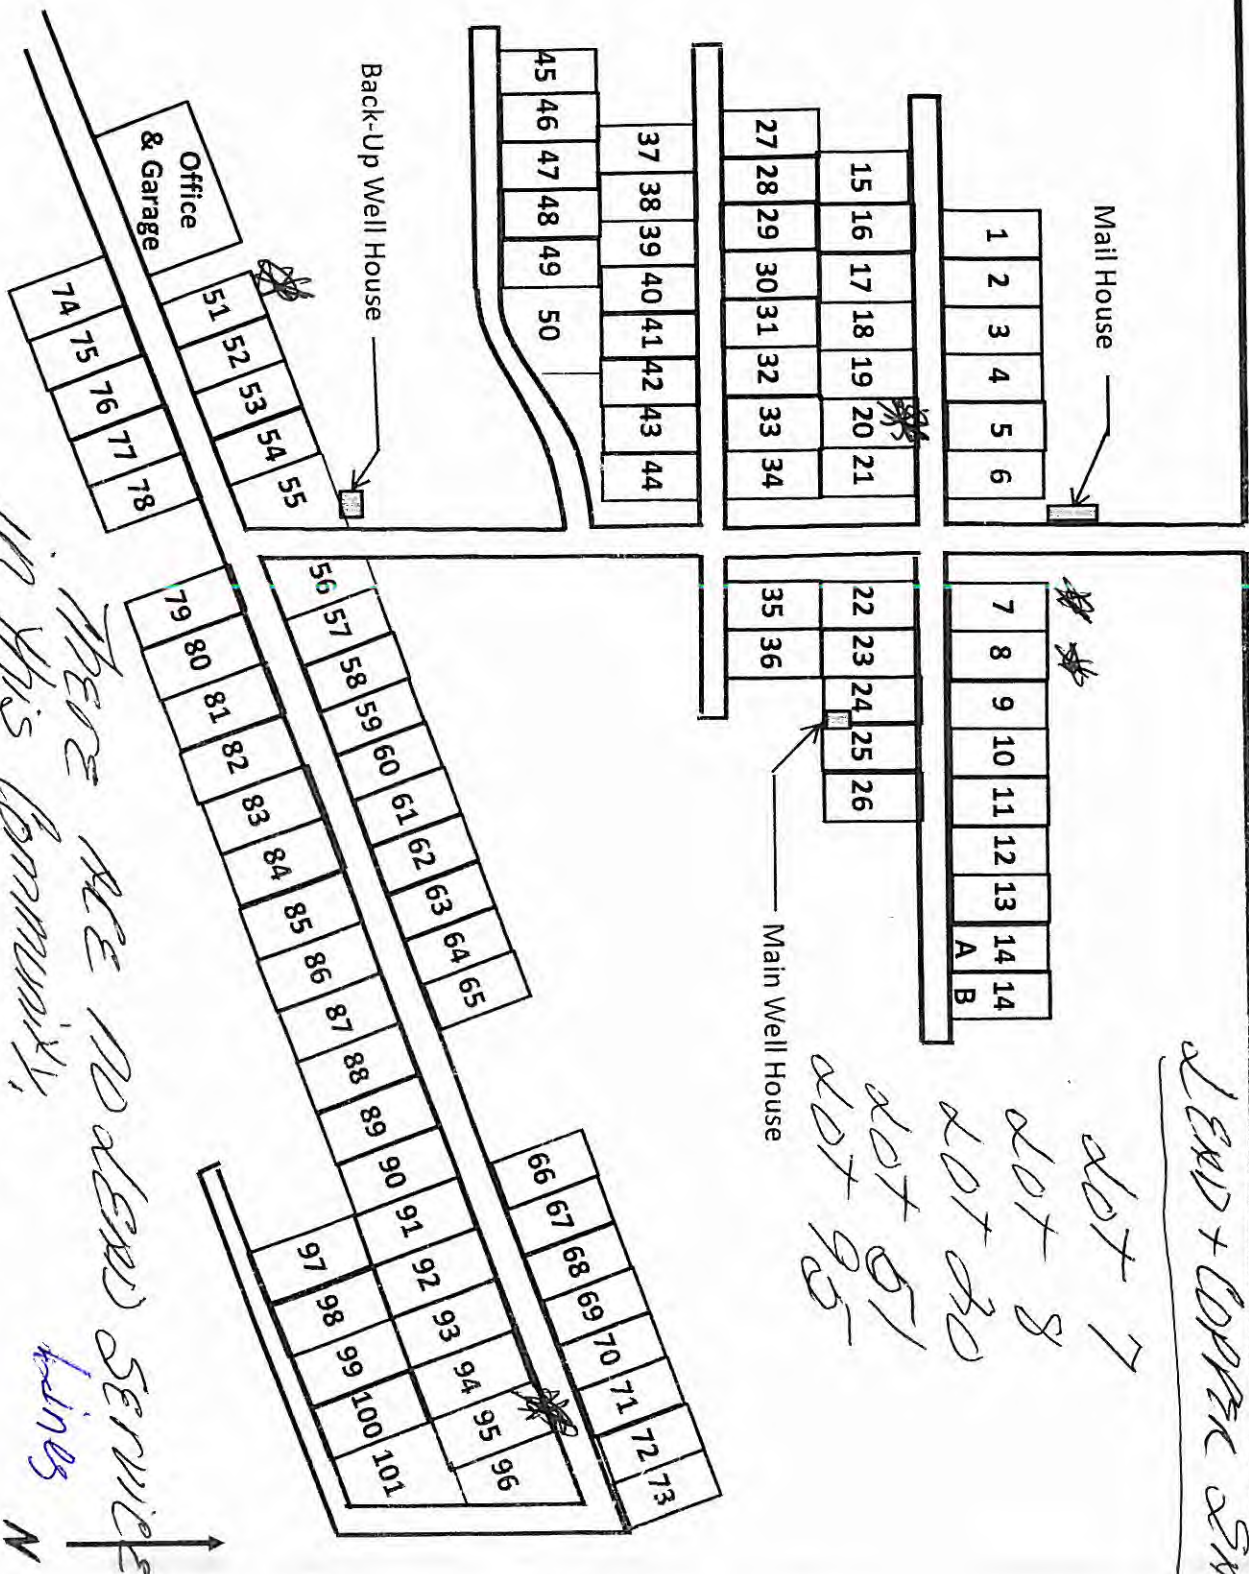 LEAD + COPPER
Lot 7
Lot 8
Lot 20
Lot 51
Lot 95
Mail House
1 2 3 4 5 6
7 8 9 10 11 12 13 14 14
A B
15 16 17 18 19 20 21
22 23 24 25 26
27 28 29 30 31 32 33 34
35 36
Main Well House
37 38 39 40 41 42 43 44
45 46 47 48 49 50
Back-Up Well House
Office
& Garage
51 52 53 54 55
56 57 58 59 60 61 62 63 64 65
66 67 68 69 70 71 72 73
74 75 76 77 78
79 80 81 82 83 84 85 86 87 88 89 90 91 92 93 94 95 96
97 98 99 100 101
There are no LEAD Service
lines
in this Community.
N